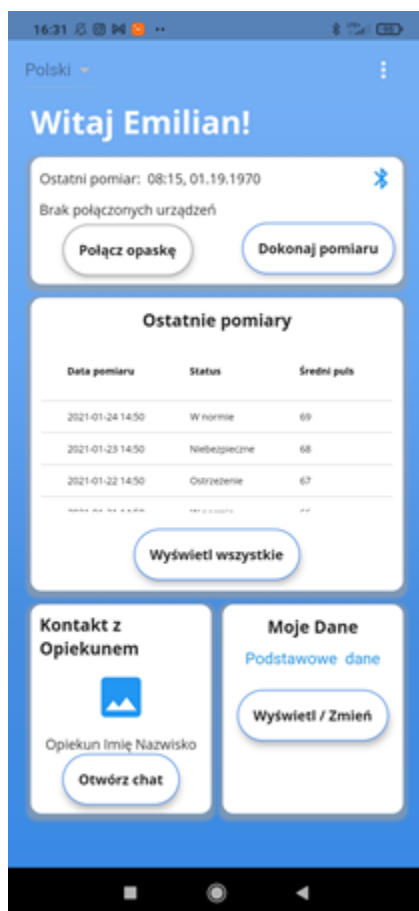 16:31
Polski
Witaj Emilian!
Ostatni pomiar: 08:15, 01.19.1970
Brak połączonych urządzeń
Połącz opaskę
Dokonaj pomiaru
Ostatnie pomiary
Data pomiaru Status Średni puls
2021-01-24 14:50 W normie 69
2021-01-23 14:50 Niebezpieczne 68
2021-01-22 14:50 Ostrzeżenie 67
Wyświetl wszystkie
Kontakt z
Opiekunem
Opiekun Imię Nazwisko
Otwórz chat
Moje Dane
Podstawowe dane
Wyświetl / Zmień